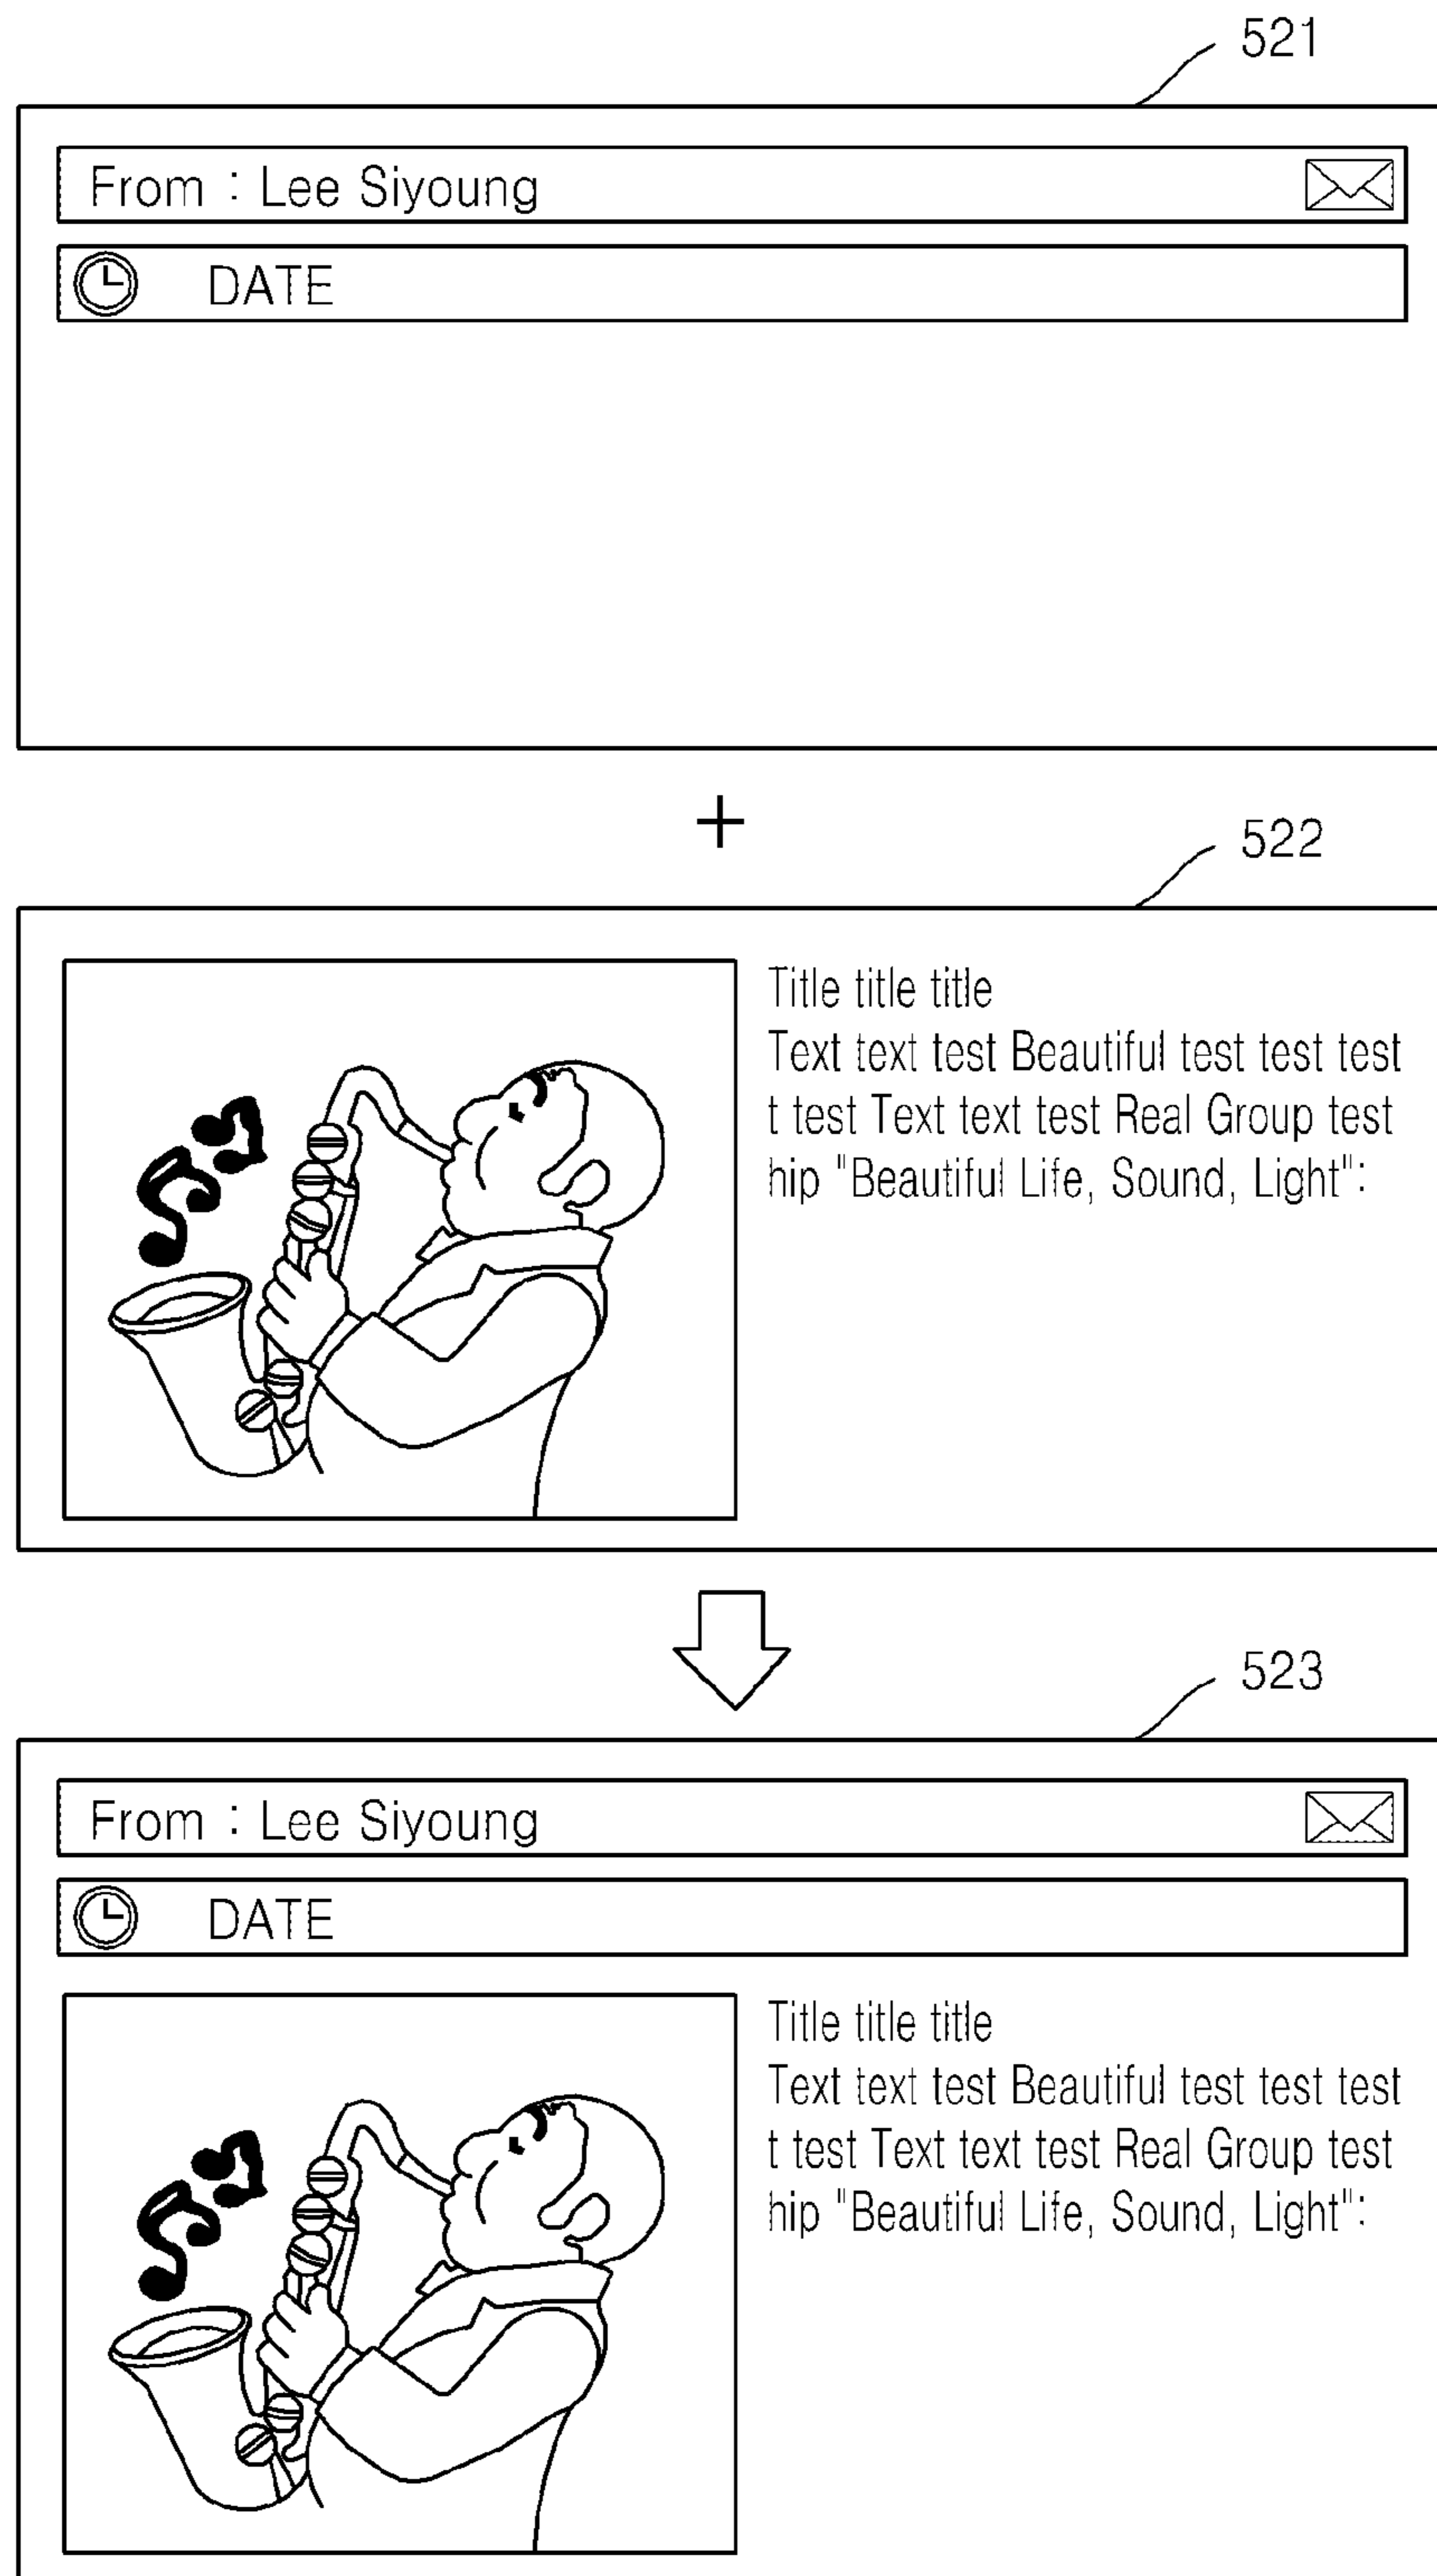 521
From : Lee Siyoung
DATE
+
522
Title title title
Text text test Beautiful test test test
t test Text text test Real Group test
hip "Beautiful Life, Sound, Light":
523
From : Lee Siyoung
DATE
Title title title
Text text test Beautiful test test test
t test Text text test Real Group test
hip "Beautiful Life, Sound, Light":